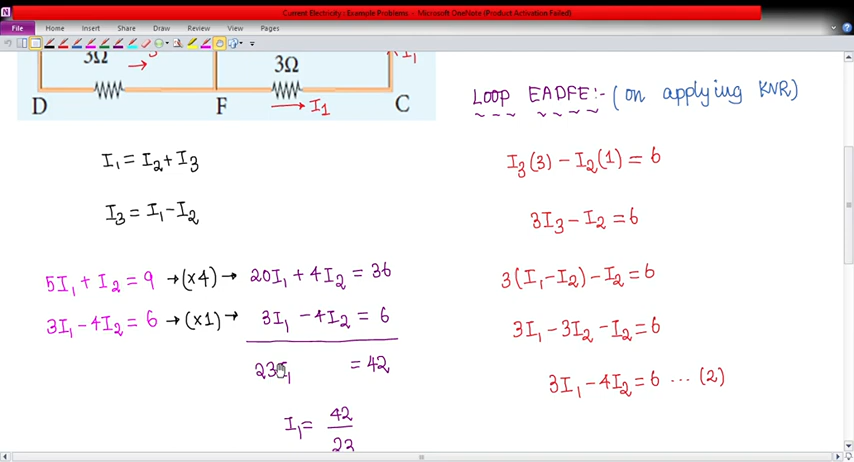 Current Electricity : Example Problems - Microsoft OneNote (Product Activation Failed)
File Home Insert Share Draw Review View
3Ω
3Ω I₁
D F I₁ C
LOOP EADFE:- (on applying KVR)
I₁ = I₂ + I₃
I₃ = I₁ - I₂
5I₁ + I₂ = 9 → (×4) → 20I₁ + 4I₂ = 36
3I₁ - 4I₂ = 6 → (×1) → 3I₁ - 4I₂ = 6
23I₁ = 42
I₁ = 42
23
I₃(3) - I₂(1) = 6
3I₃ - I₂ = 6
3(I₁ - I₂) - I₂ = 6
3I₁ - 3I₂ - I₂ = 6
3I₁ - 4I₂ = 6 ... (2)